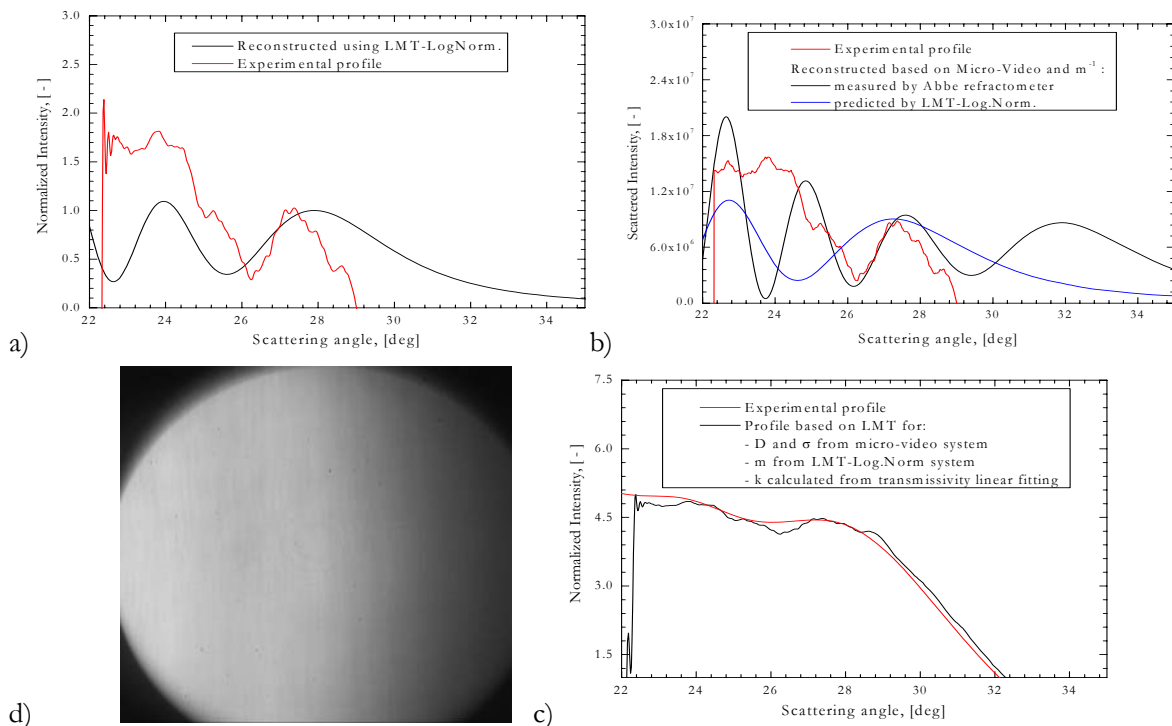 3.0
2.5
2.0
1.5
1.0
0.5
0.0
Normalized Intensity, [ - ]
Reconstructed using LMT-LogNorm.
Experimental profile
22 24 26 28 30 32 34
Scattering angle, [deg]
a)
3.0x10⁷
2.4x10⁷
1.8x10⁷
1.2x10⁷
6.0x10⁶
0.0
Scattered Intensity, [ - ]
Experimental profile
Reconstructed based on Micro-Video and m⁻¹ :
measured by Abbe refractometer
predicted by LMT-Log.Norm.
22 24 26 28 30 32 34
Scattering angle, [deg]
b)
d)
7.5
6.0
4.5
3.0
1.5
Normalized Intensity, [ - ]
Experimental profile
Profile based on LMT for:
- D and σ from micro-video system
- m from LMT-Log.Norm system
- k calculated from transmissivity linear fitting
22 24 26 28 30 32 34
Scattering angle, [deg]
c)